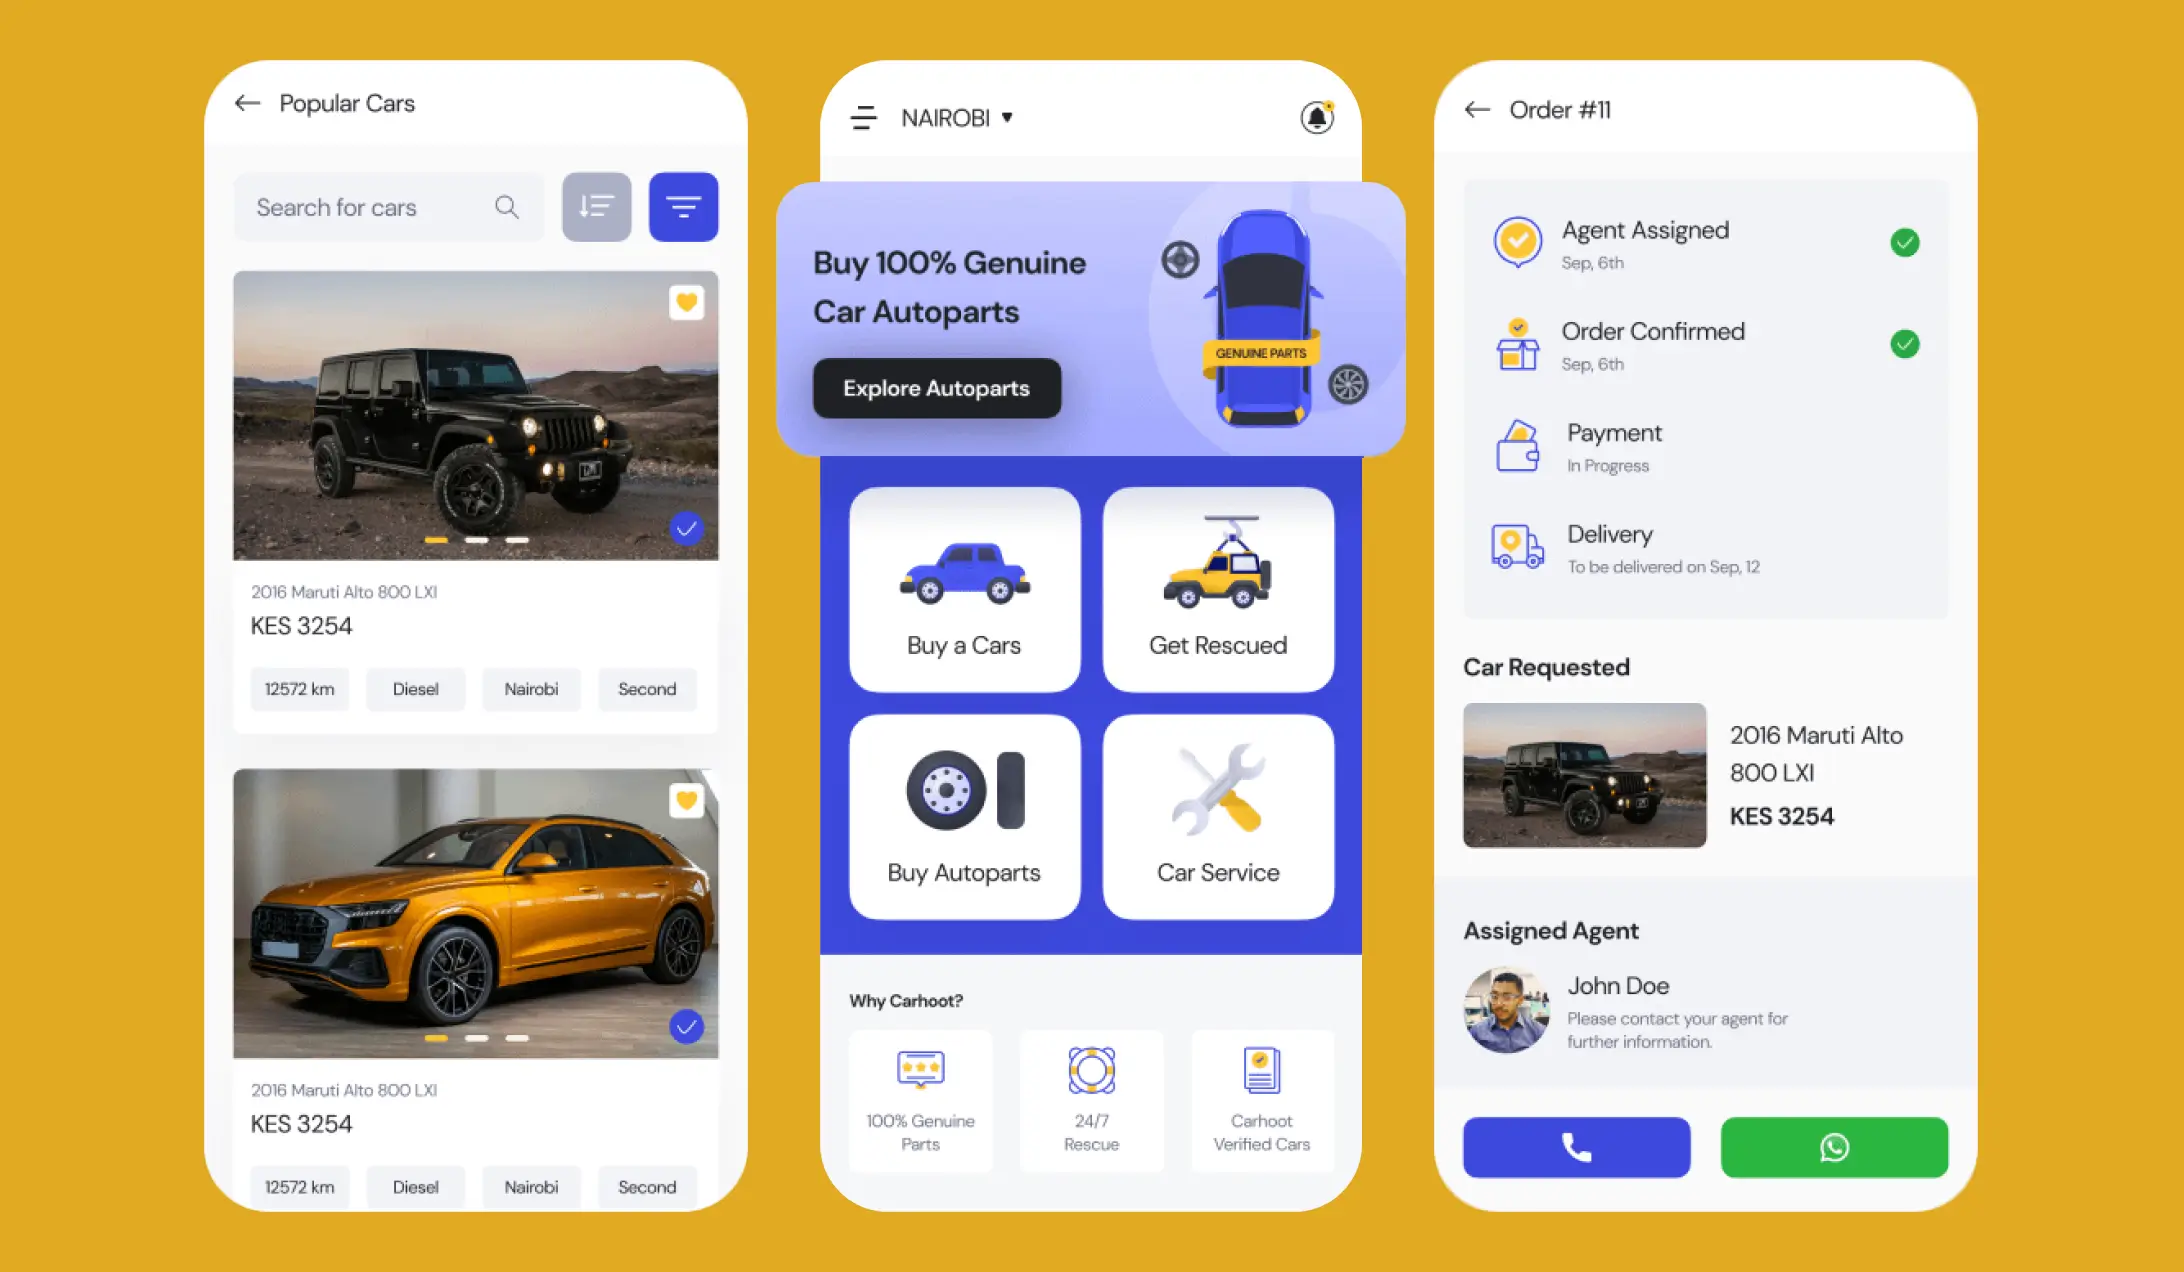 Popular Cars
Search for cars
2016 Maruti Alto 800 LXI
KES 3254
12572 km
Diesel
Nairobi
Second
2016 Maruti Alto 800 LXI
KES 3254
12572 km
Diesel
Nairobi
Second
NAIROBI
Buy 100% Genuine
Car Autoparts
Explore Autoparts
GENUINE PARTS
Buy a Cars
Get Rescued
Buy Autoparts
Car Service
Why Carhoot?
100% Genuine
Parts
24/7
Rescue
Carhoot
Verified Cars
Order #11
Agent Assigned
Sep, 6th
Order Confirmed
Sep, 6th
Payment
In Progress
Delivery
To be delivered on Sep, 12
Car Requested
2016 Maruti Alto
800 LXI
KES 3254
Assigned Agent
John Doe
Please contact your agent for
further information.